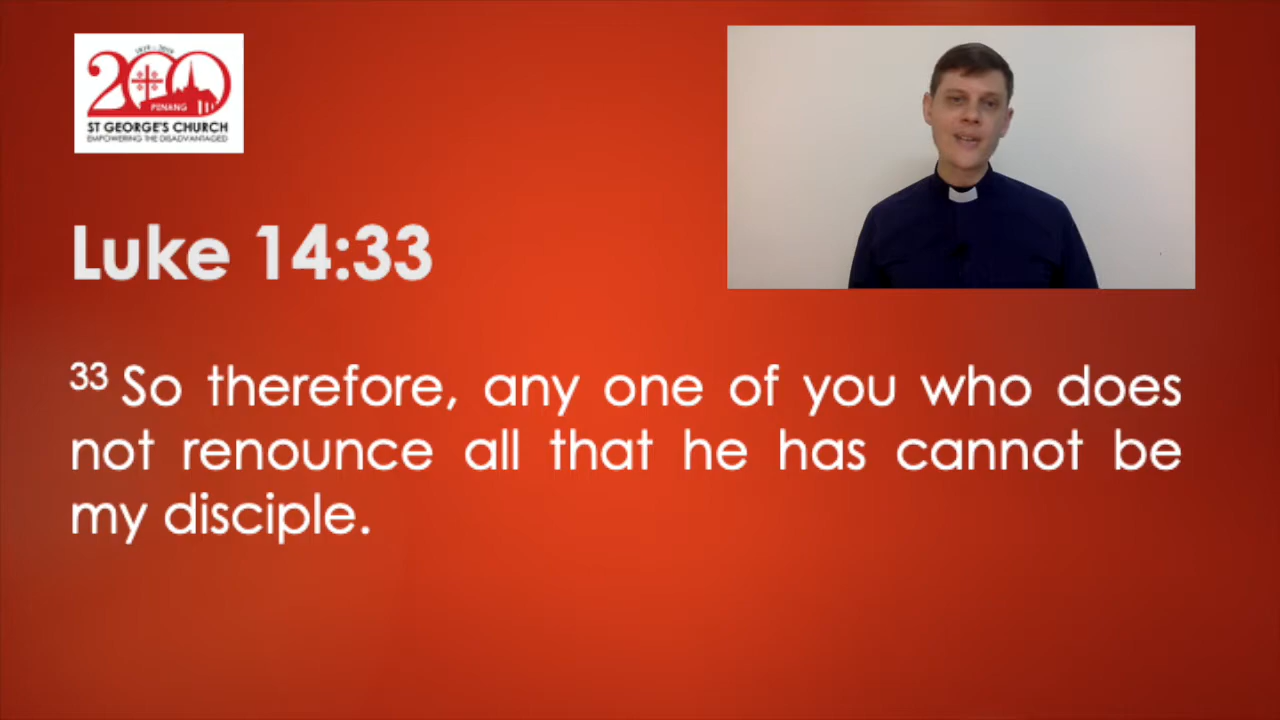 1819 - 2019
200
PENANG
ST GEORGE'S CHURCH
EMPOWERING THE DISADVANTAGED
Luke 14:33
33 So therefore, any one of you who does
not renounce all that he has cannot be
my disciple.